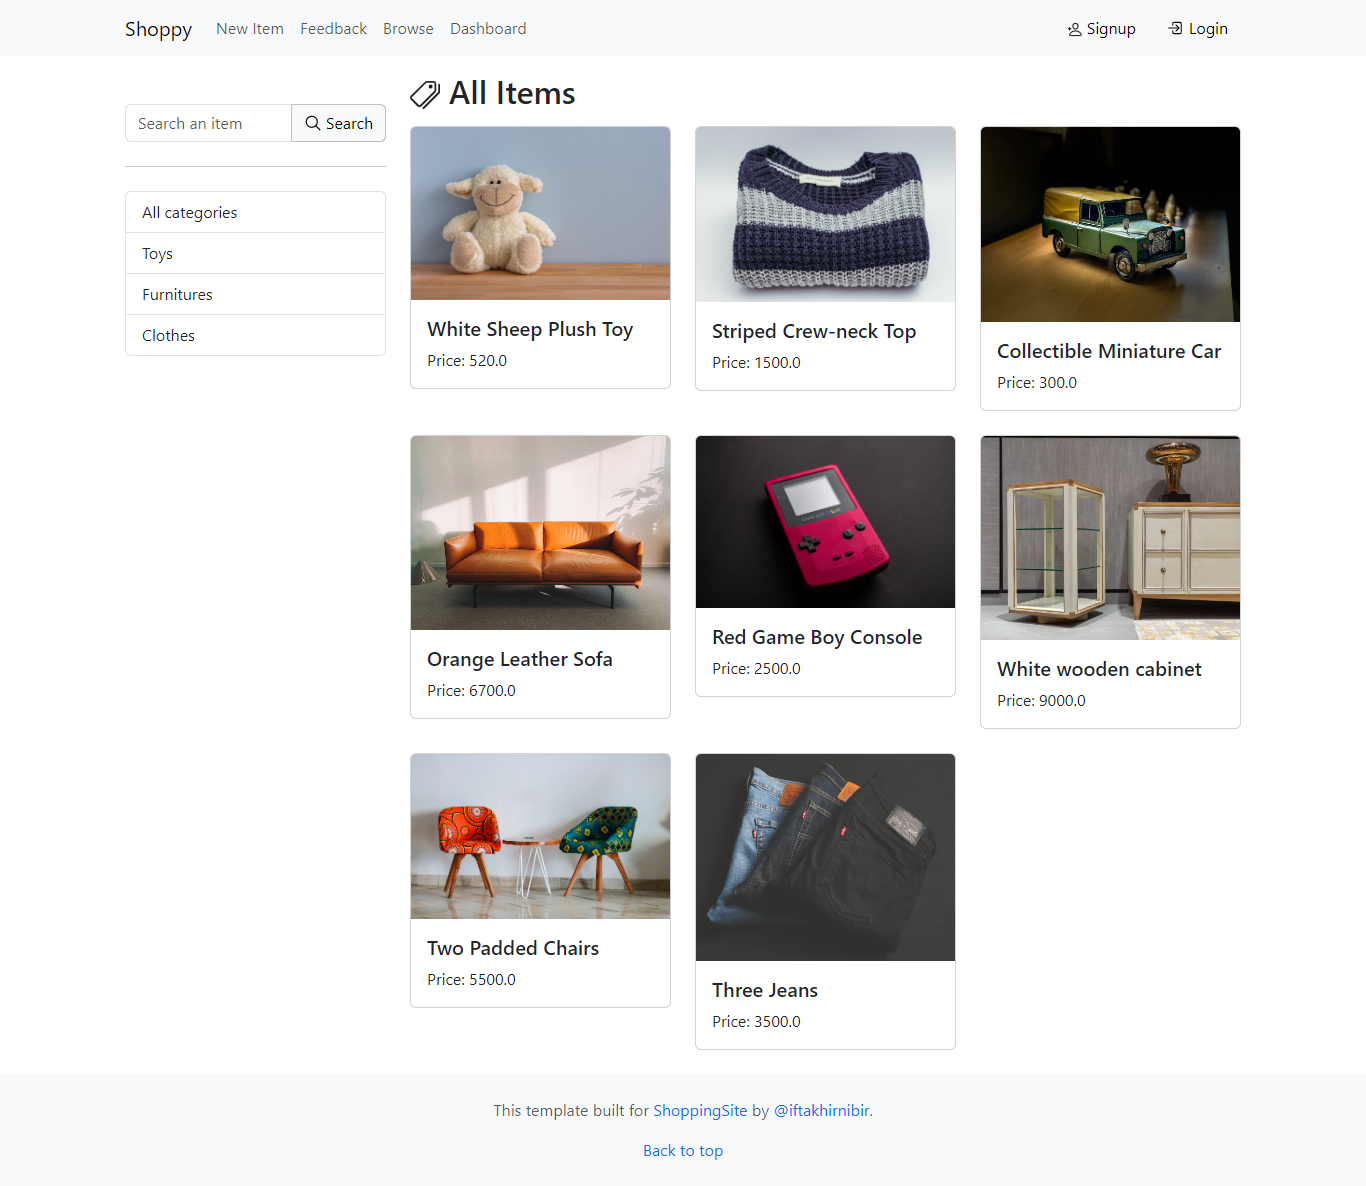 Shoppy New Item Feedback Browse Dashboard Signup Login
All Items
Search an item Search
All categories
Toys
Furnitures
Clothes
White Sheep Plush Toy
Price: 520.0
Striped Crew-neck Top
Price: 1500.0
Collectible Miniature Car
Price: 300.0
Orange Leather Sofa
Price: 6700.0
Red Game Boy Console
Price: 2500.0
White wooden cabinet
Price: 9000.0
Two Padded Chairs
Price: 5500.0
Three Jeans
Price: 3500.0
This template built for ShoppingSite by @iftakhirnibir.
Back to top